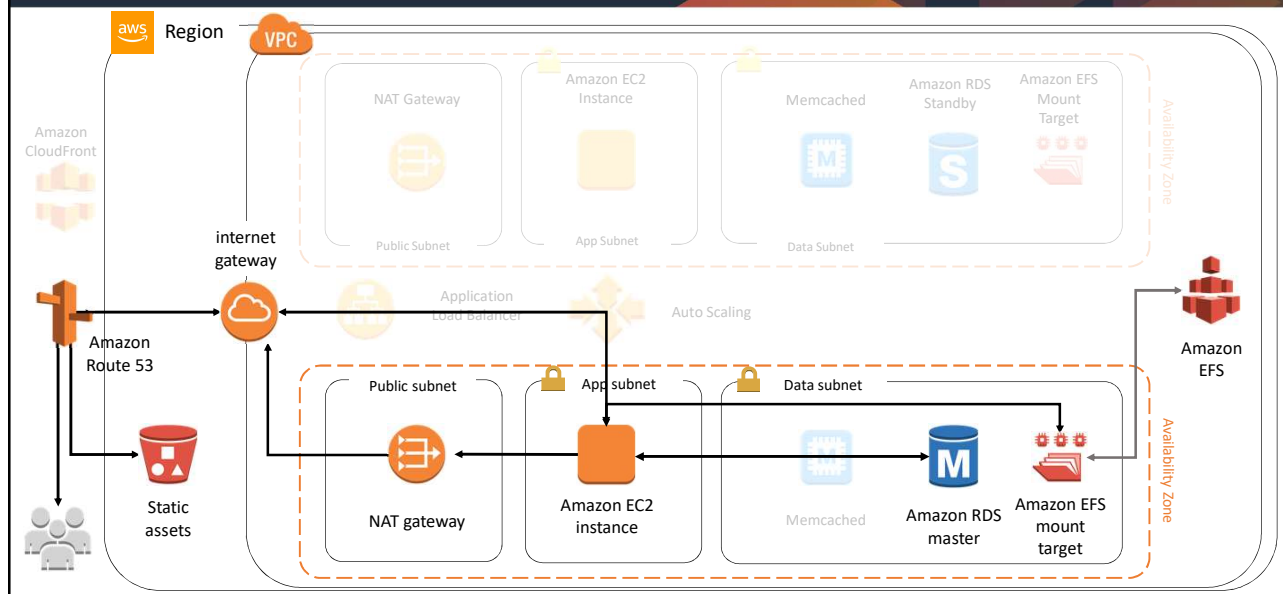 aws
Region
VPC
NAT Gateway
Amazon EC2
Instance
Memcached
Amazon RDS
Standby
Amazon EFS
Mount
Target
Availability Zone
Amazon
CloudFront
M
S
Public Subnet
App Subnet
Data Subnet
internet
gateway
Application
Load Balancer
Auto Scaling
Amazon
Route 53
Amazon
EFS
Public subnet
App subnet
Data subnet
Availability Zone
M
M
Static
assets
NAT gateway
Amazon EC2
instance
Memcached
Amazon RDS
master
Amazon EFS
mount
target